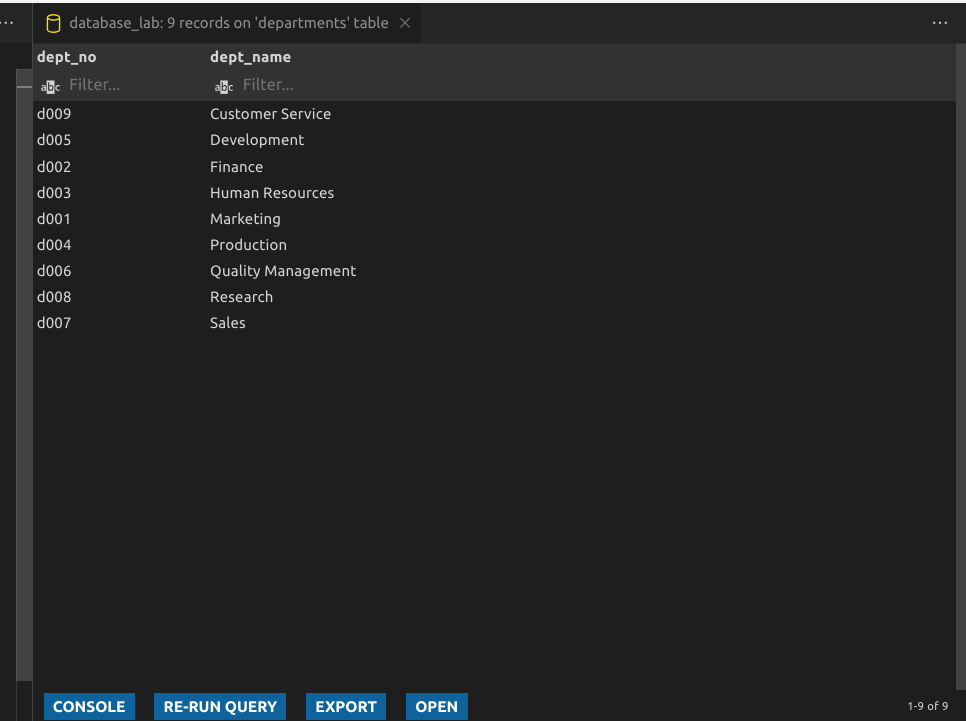 database_lab: 9 records on 'departments' table
dept_no dept_name
abc Filter... abc Filter...
d009 Customer Service
d005 Development
d002 Finance
d003 Human Resources
d001 Marketing
d004 Production
d006 Quality Management
d008 Research
d007 Sales
CONSOLE RE-RUN QUERY EXPORT OPEN 1-9 of 9